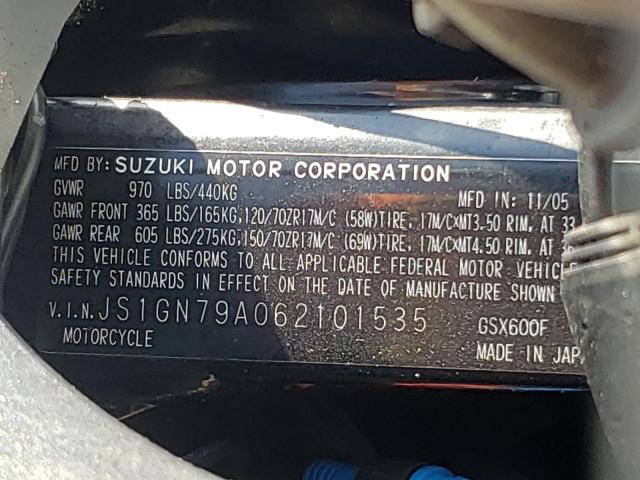 MFD BY: SUZUKI MOTOR CORPORATION
GVWR 970 LBS/440KG MFD IN: 11/05
GAWR FRONT 365 LBS/165KG,120/70ZR17M/C (58W)TIRE, 17M/CXMT3.50 RIM, AT 33
GAWR REAR 605 LBS/275KG,150/70ZR17M/C (69W)TIRE, 17M/CXMT4.50 RIM, AT
THIS VEHICLE CONFORMS TO ALL APPLICABLE FEDERAL MOTOR VEHICLE
SAFETY STANDARDS IN EFFECT ON THE DATE OF MANUFACTURE SHOWN
V.I.N.JS1GN79A062101535 GSX600F
MOTORCYCLE MADE IN JAP